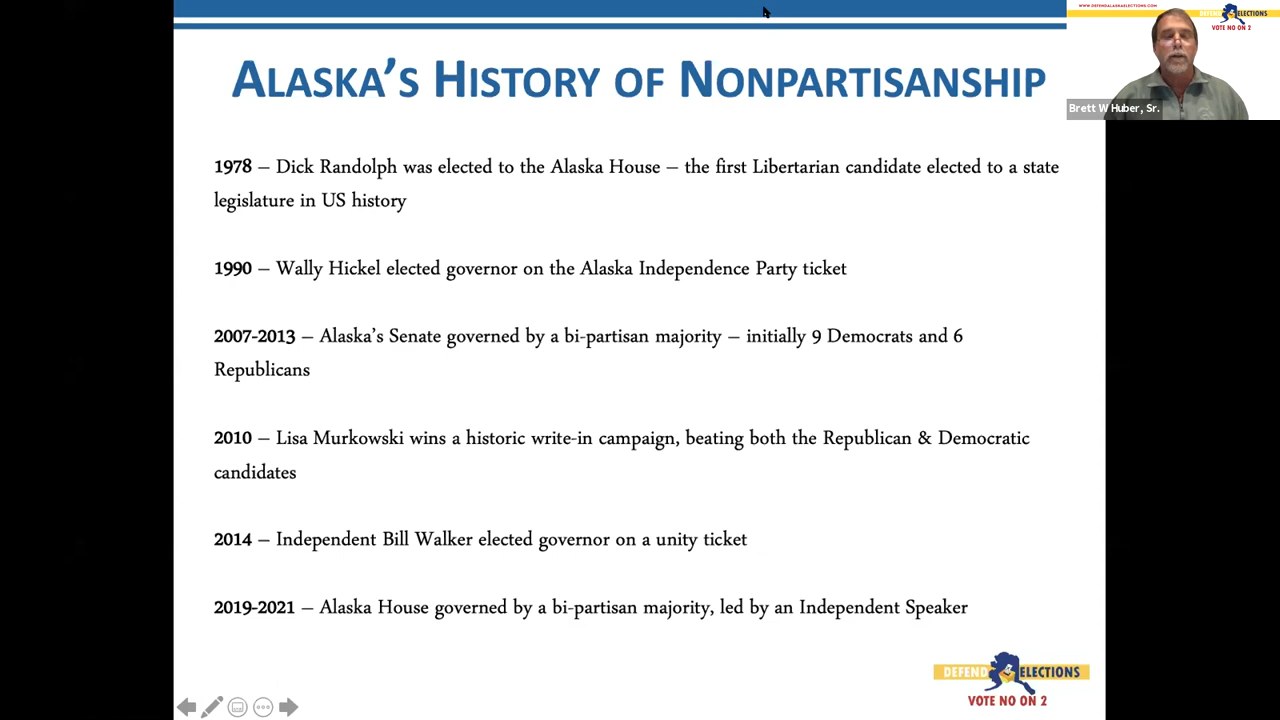 WWW.DEFENDALASKAELECTIONS.COM
DEFEND ELECTIONS
VOTE NO ON 2
Brett W Huber, Sr.
ALASKA'S HISTORY OF NONPARTISANSHIP
1978 – Dick Randolph was elected to the Alaska House – the first Libertarian candidate elected to a state
legislature in US history
1990 – Wally Hickel elected governor on the Alaska Independence Party ticket
2007-2013 – Alaska's Senate governed by a bi-partisan majority – initially 9 Democrats and 6
Republicans
2010 – Lisa Murkowski wins a historic write-in campaign, beating both the Republican & Democratic
candidates
2014 – Independent Bill Walker elected governor on a unity ticket
2019-2021 – Alaska House governed by a bi-partisan majority, led by an Independent Speaker
DEFEND ELECTIONS
VOTE NO ON 2